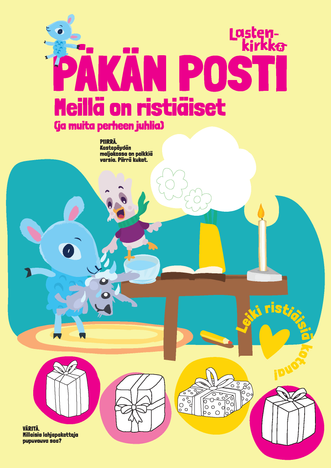 Lasten-
kirkko
PÄKÄN POSTI
Meillä on ristiäiset
(ja muita perheen juhlia)
PIIRRÄ.
Kastepöydän
maljakossa on paikkia
varsia. Piirrä kukat.
Leiki ristiäisiä kotona!
VÄRITÄ.
Millaisia lahjapaketteja
pupuvauva saa?